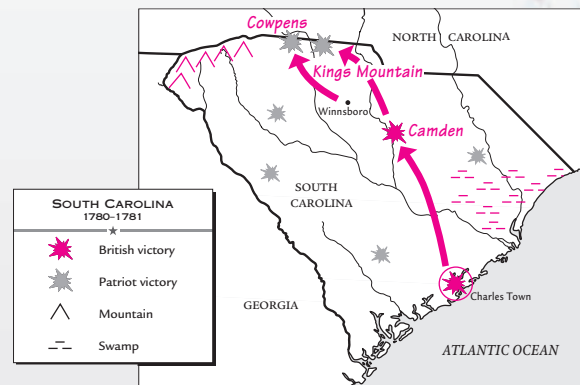 Cowpens
NORTH CAROLINA
Kings Mountain
Winnsboro
Camden
SOUTH
CAROLINA
GEORGIA
Charles Town
ATLANTIC OCEAN
SOUTH CAROLINA
1780-1781
British victory
Patriot victory
Mountain
Swamp